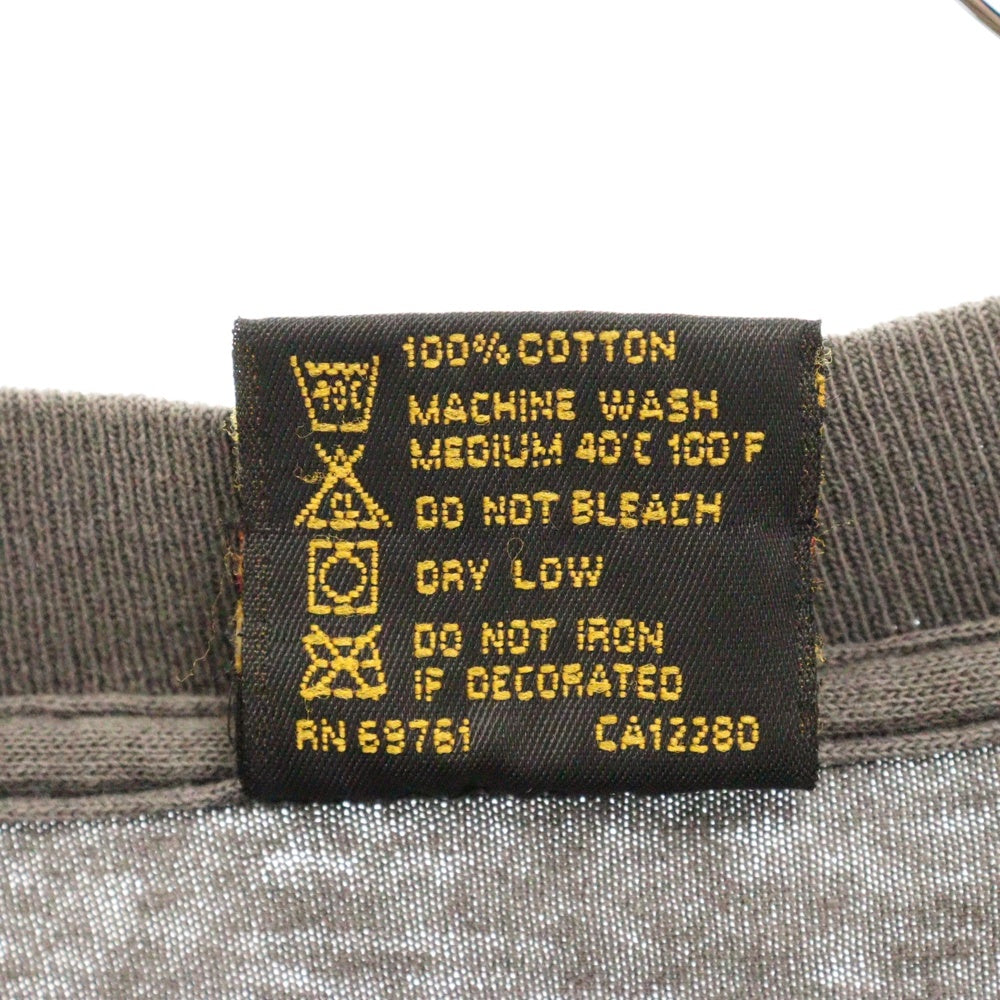 100% COTTON
MACHINE WASH
MEDIUM 40°C 100°F
DO NOT BLEACH
DRY LOW
DO NOT IRON
IF DECORATED
RN 69761 CA12280